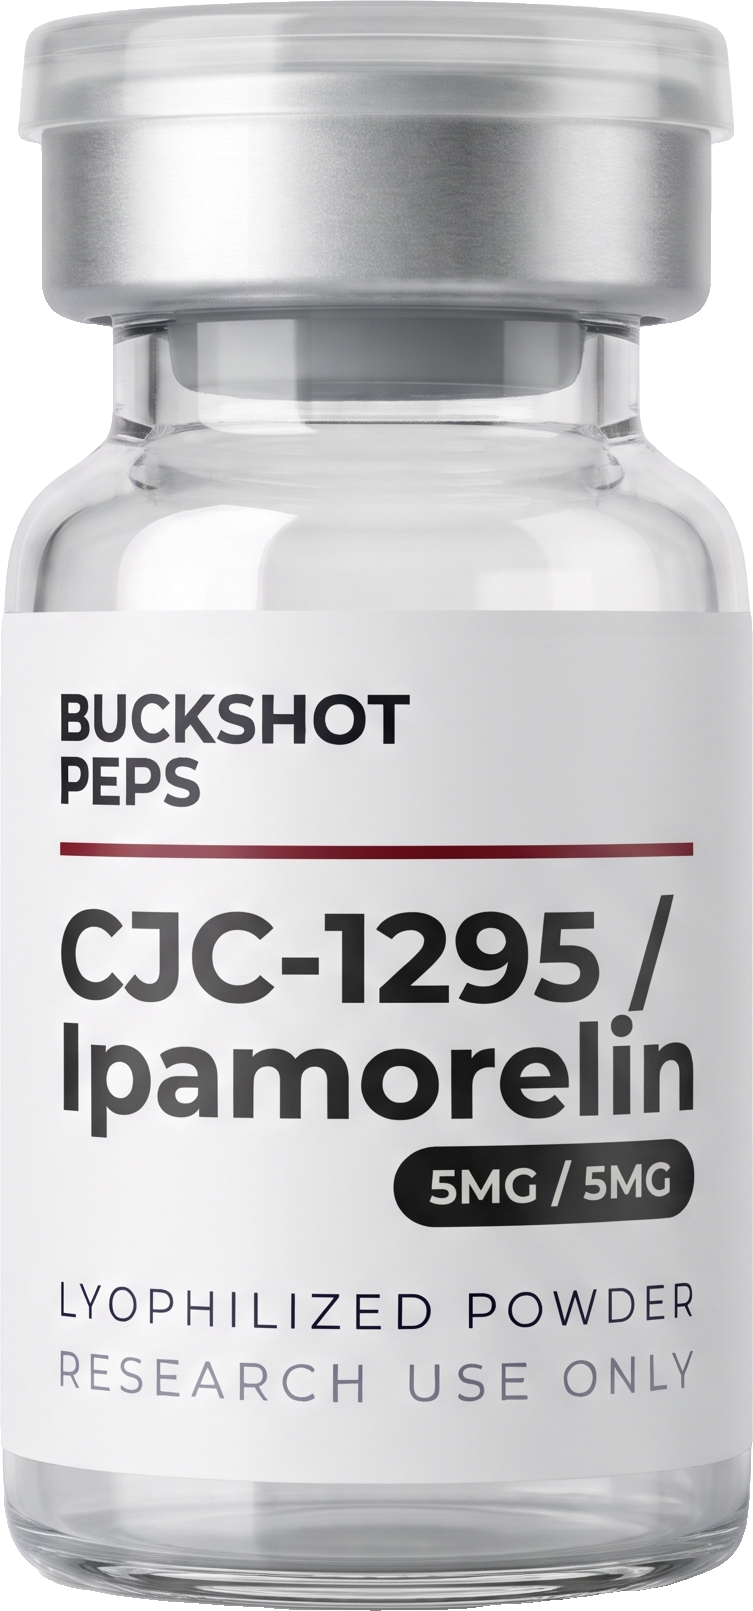 BUCKSHOT
PEPS
CJC-1295 /
Ipamorelin
5MG / 5MG
LYOPHILIZED POWDER
RESEARCH USE ONLY